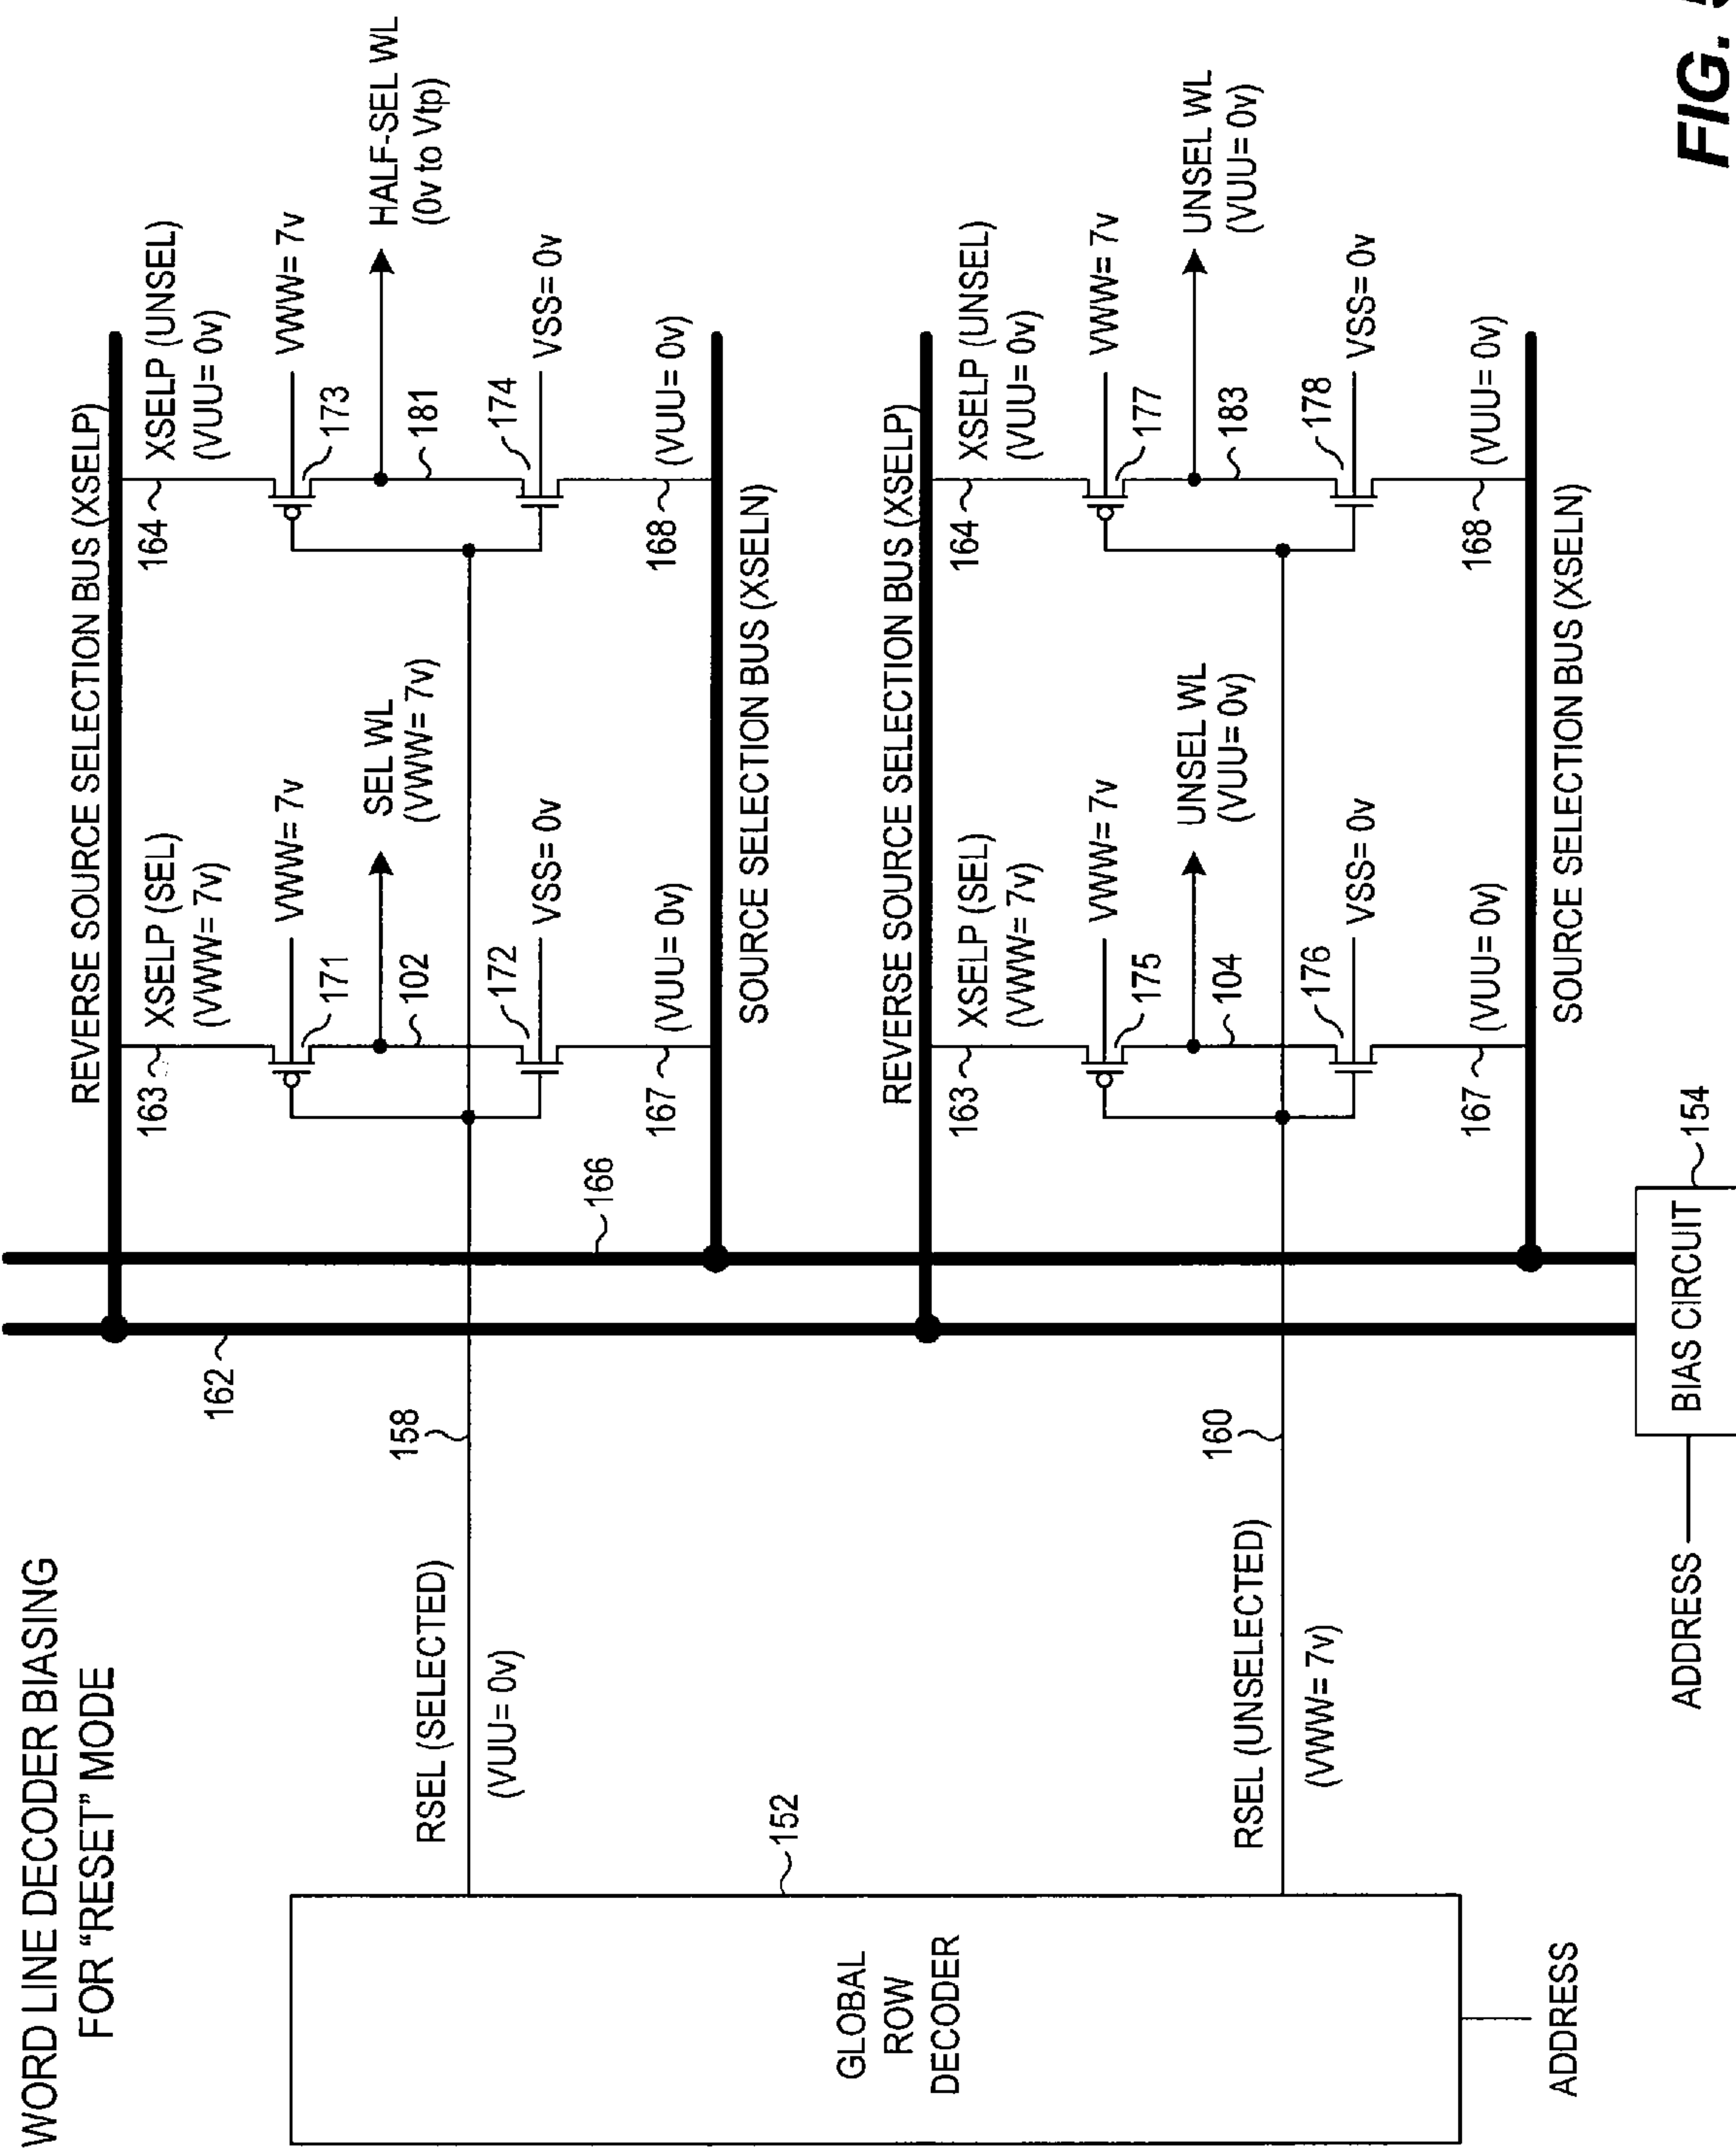 WORD LINE DECODER BIASING
FOR "RESET" MODE
REVERSE SOURCE SELECTION BUS (XSELP)
163
XSELP (SEL)
(VWW= 7v)
164
XSELP (UNSEL)
(VUU= 0v)
162
VWW= 7v
171
VWW= 7v
173
SEL WL
(VWW= 7v)
HALF-SEL WL
(0v to Vtp)
102
181
158
RSEL (SELECTED)
(VUU= 0v)
172
VSS= 0v
174
VSS= 0v
166
167
(VUU= 0v)
168
(VUU= 0v)
SOURCE SELECTION BUS (XSELN)
152
GLOBAL
ROW
DECODER
REVERSE SOURCE SELECTION BUS (XSELP)
163
XSELP (SEL)
(VWW= 7v)
164
XSELP (UNSEL)
(VUU= 0v)
VWW= 7v
175
VWW= 7v
177
UNSEL WL
(VUU= 0v)
UNSEL WL
(VUU= 0v)
104
183
160
RSEL (UNSELECTED)
(VWW= 7v)
176
VSS= 0v
178
VSS= 0v
167
(VUU= 0v)
168
(VUU= 0v)
SOURCE SELECTION BUS (XSELN)
ADDRESS
ADDRESS
BIAS CIRCUIT
154
FIG.